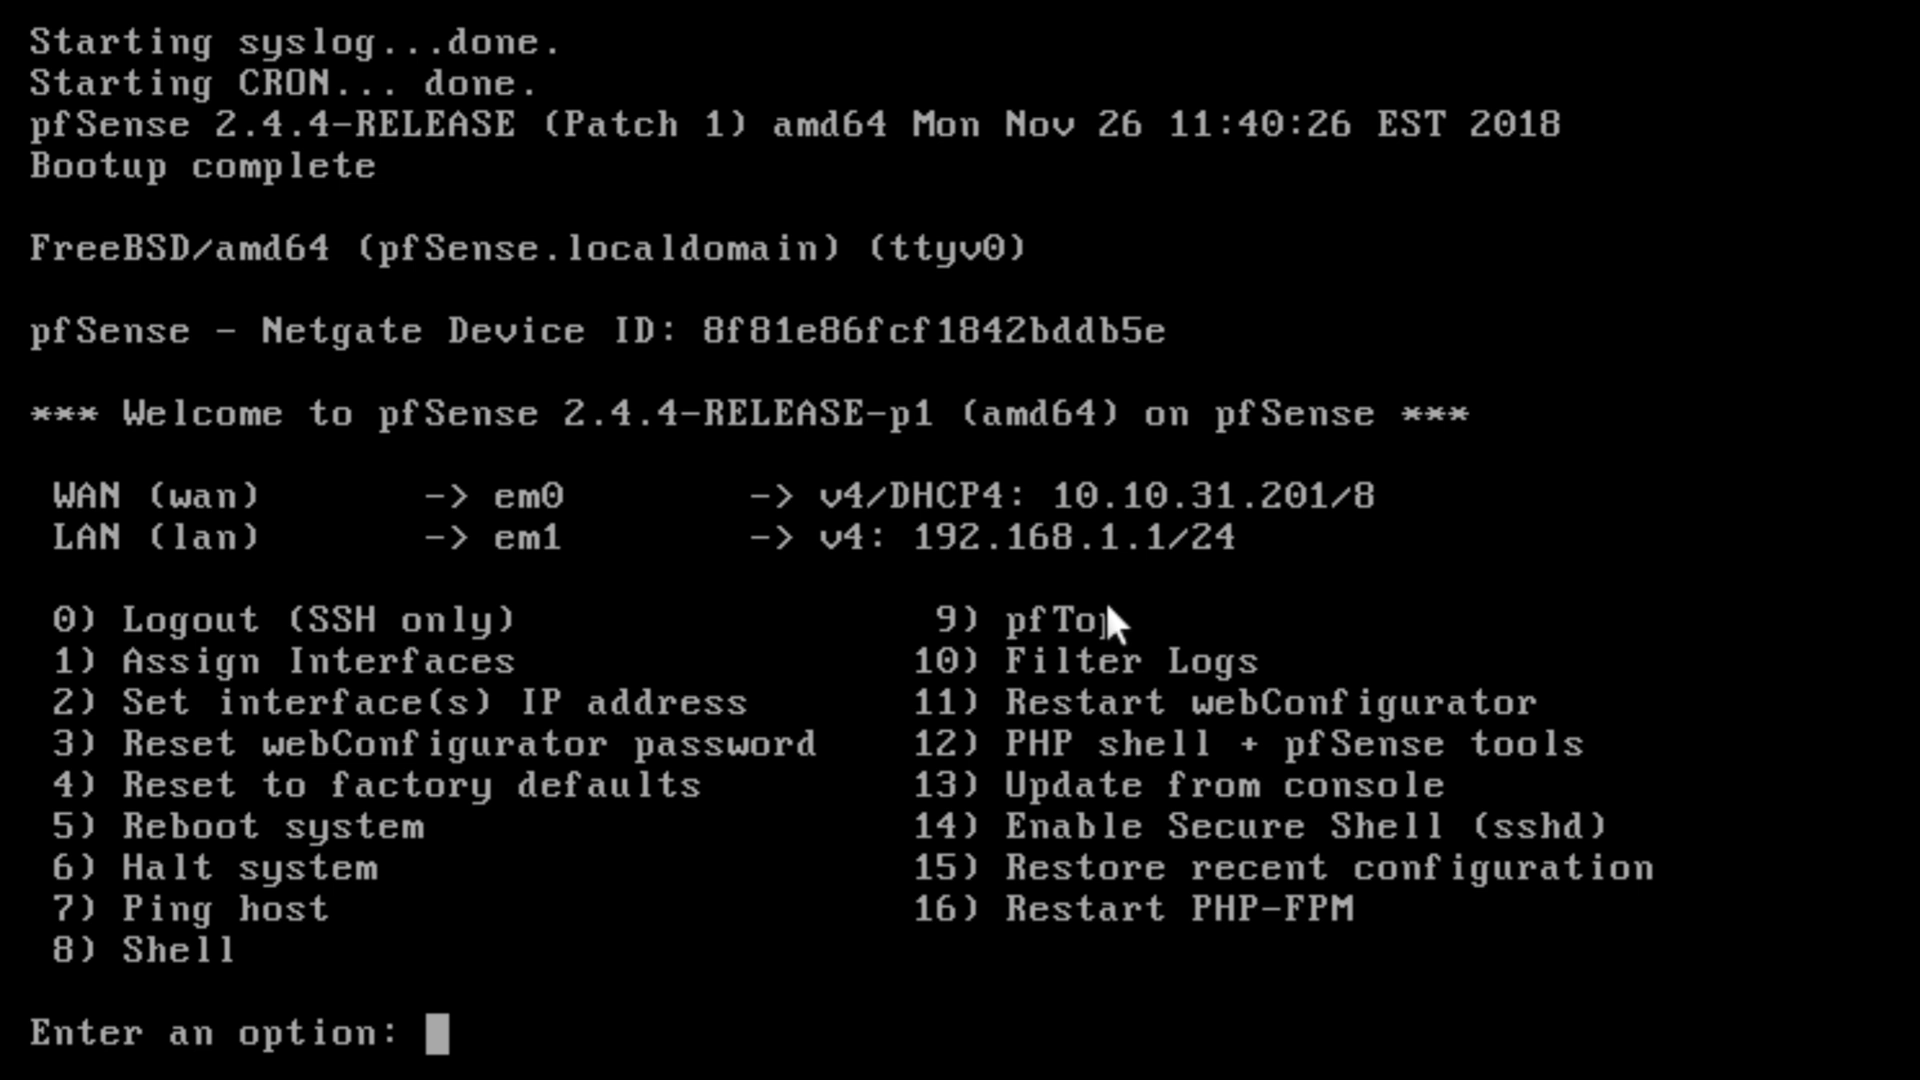 Starting syslog...done.
Starting CRON... done.
pfSense 2.4.4-RELEASE (Patch 1) amd64 Mon Nov 26 11:40:26 EST 2018
Bootup complete

FreeBSD/amd64 (pfSense.localdomain) (ttyv0)

pfSense - Netgate Device ID: 8f81e86fcf1842bddb5e

*** Welcome to pfSense 2.4.4-RELEASE-p1 (amd64) on pfSense ***

 WAN (wan)       -> em0        -> v4/DHCP4: 10.10.31.201/8
 LAN (lan)       -> em1        -> v4: 192.168.1.1/24

 0) Logout (SSH only)                  9) pfTop
 1) Assign Interfaces                 10) Filter Logs
 2) Set interface(s) IP address       11) Restart webConfigurator
 3) Reset webConfigurator password    12) PHP shell + pfSense tools
 4) Reset to factory defaults         13) Update from console
 5) Reboot system                     14) Enable Secure Shell (sshd)
 6) Halt system                       15) Restore recent configuration
 7) Ping host                         16) Restart PHP-FPM
 8) Shell

Enter an option: